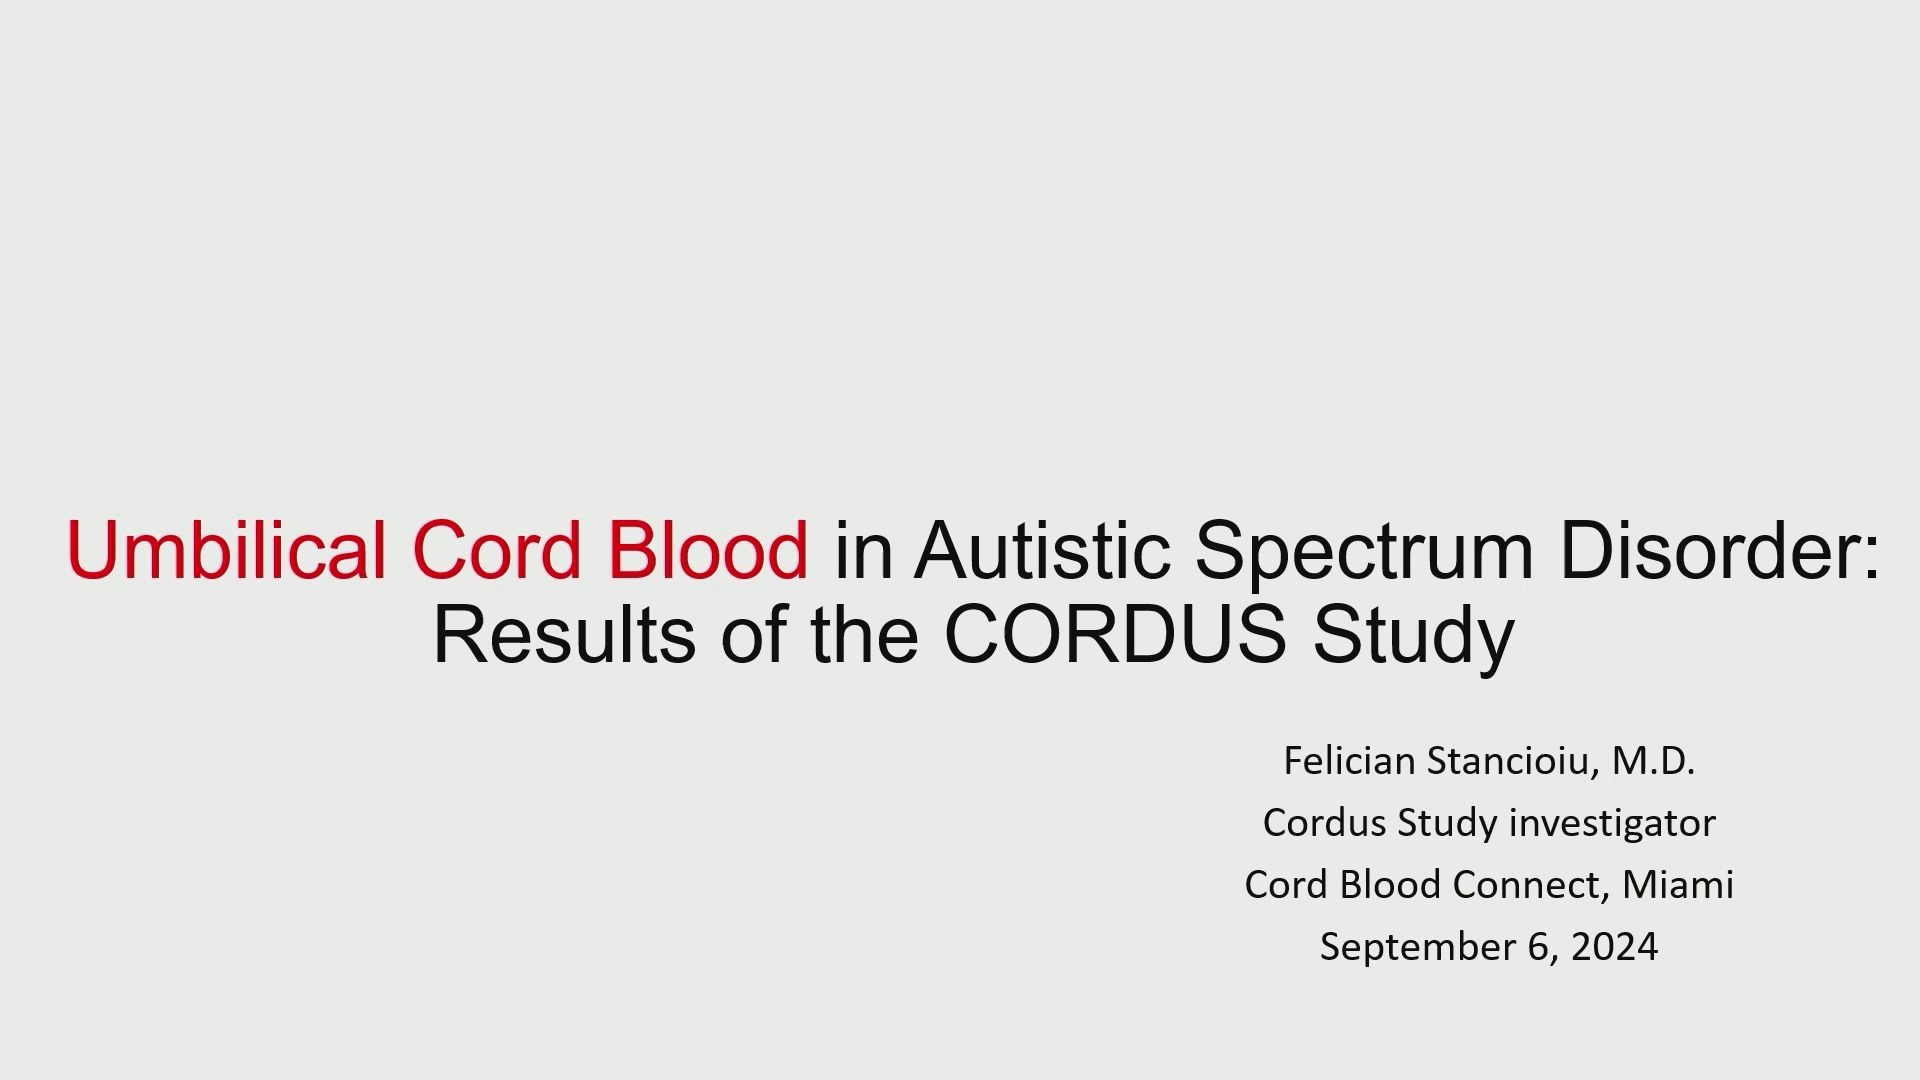 Umbilical Cord Blood in Autistic Spectrum Disorder:
Results of the CORDUS Study
Felician Stancioiu, M.D.
Cordus Study investigator
Cord Blood Connect, Miami
September 6, 2024